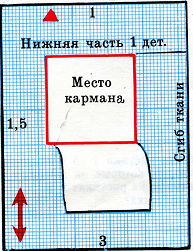 1
Нижняя часть 1 дет.
Место
кармана
1,5
Сгиб ткани
3